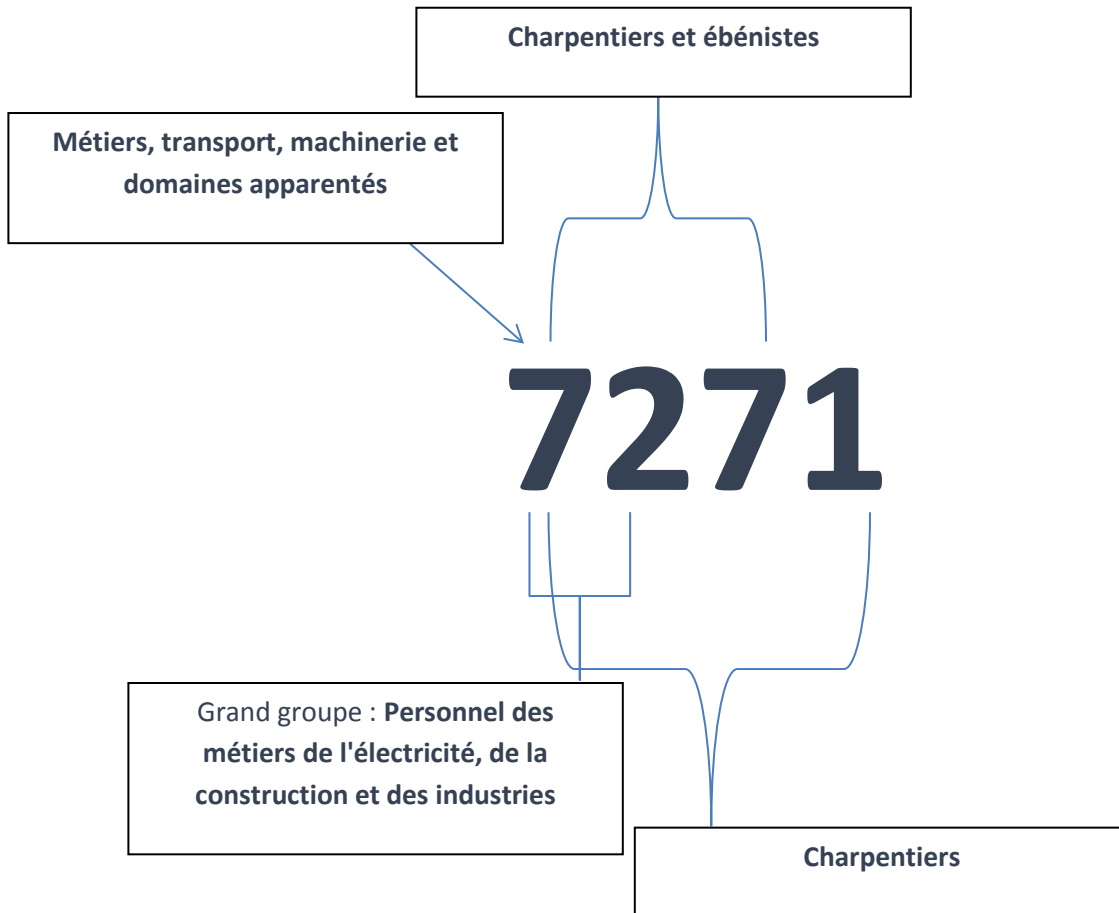 Charpentiers et ébénistes
Métiers, transport, machinerie et
domaines apparentés
7271
Grand groupe : Personnel des
métiers de l'électricité, de la
construction et des industries
Charpentiers